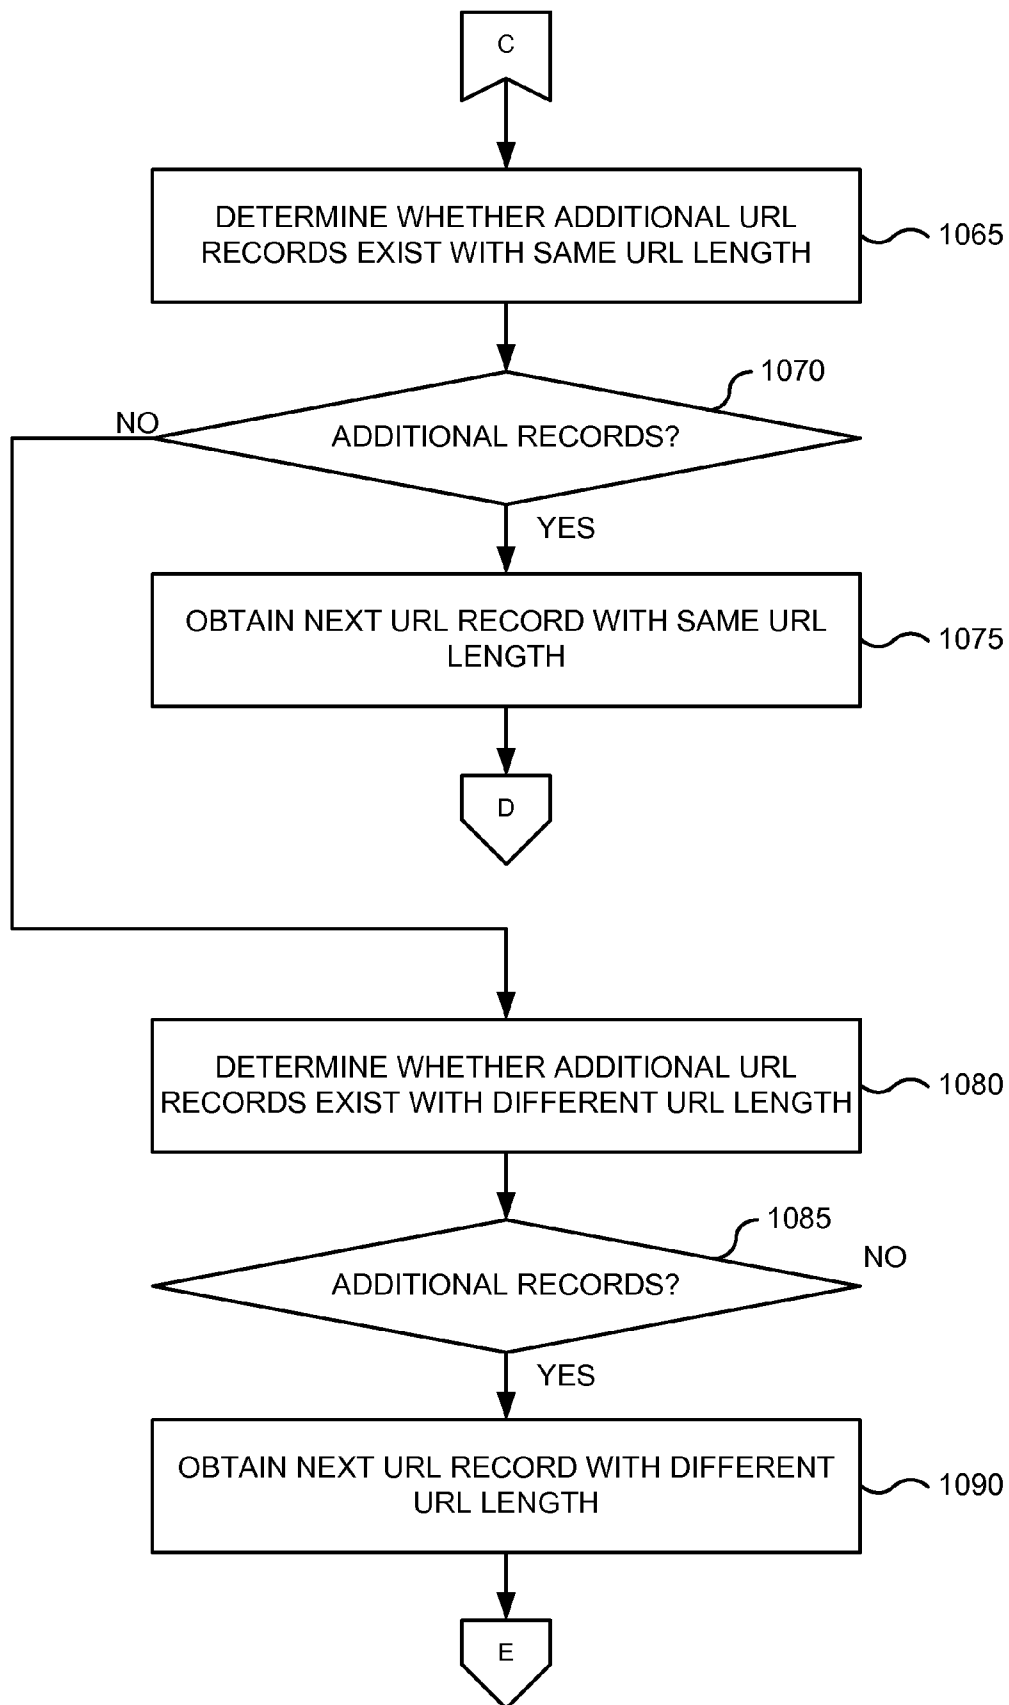 C
DETERMINE WHETHER ADDITIONAL URL
RECORDS EXIST WITH SAME URL LENGTH
1065
1070
NO
ADDITIONAL RECORDS?
YES
OBTAIN NEXT URL RECORD WITH SAME URL
LENGTH
1075
D
DETERMINE WHETHER ADDITIONAL URL
RECORDS EXIST WITH DIFFERENT URL LENGTH
1080
1085
NO
ADDITIONAL RECORDS?
YES
OBTAIN NEXT URL RECORD WITH DIFFERENT
URL LENGTH
1090
E